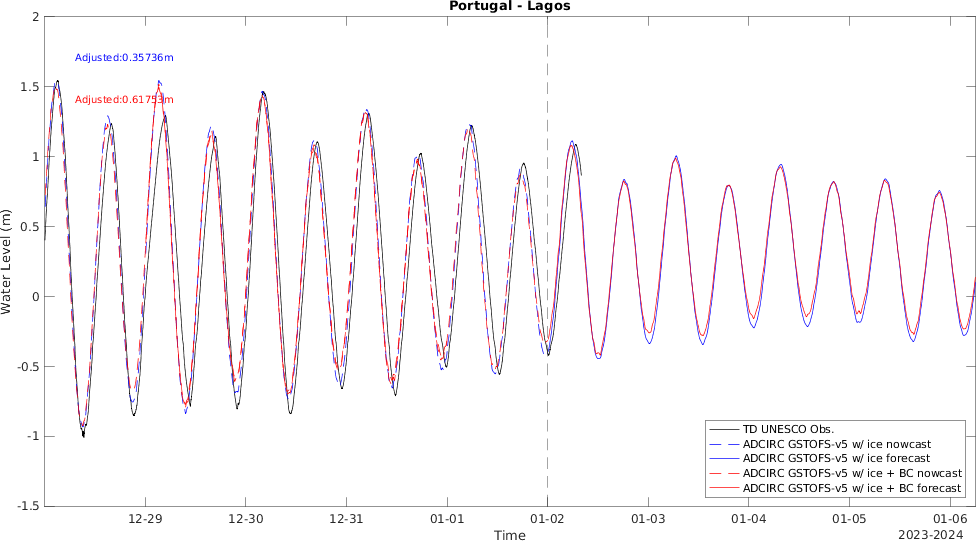 Portugal - Lagos
2
1.5
1
0.5
0
-0.5
-1
-1.5
Water Level (m)
Adjusted:0.35736m
Adjusted:0.61753m
TD UNESCO Obs.
ADCIRC GSTOFS-v5 w/ ice nowcast
ADCIRC GSTOFS-v5 w/ ice forecast
ADCIRC GSTOFS-v5 w/ ice + BC nowcast
ADCIRC GSTOFS-v5 w/ ice + BC forecast
12-29 12-30 12-31 01-01 01-02 01-03 01-04 01-05 01-06
Time
2023-2024